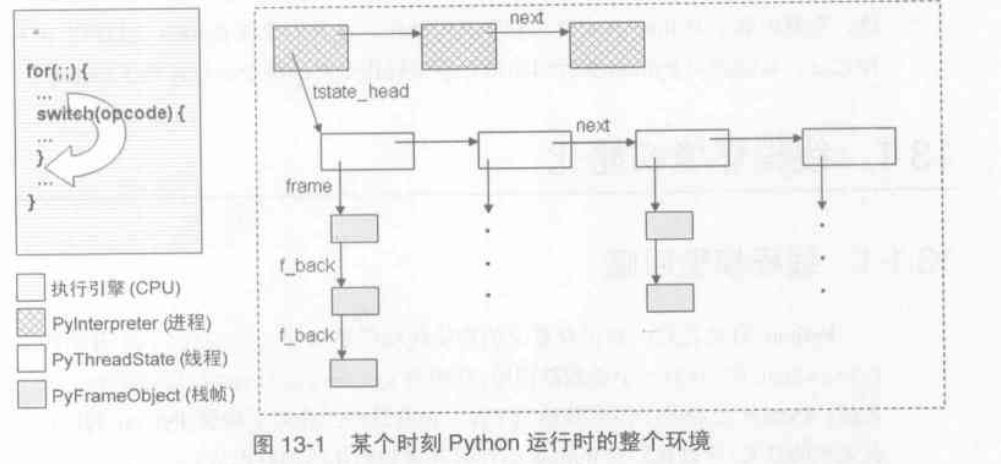 for(;;) {
...
switch(opcode) {
...
}
...
}
next
tstate_head
next
frame
f_back
f_back
执行引擎 (CPU)
PyInterpreter (进程)
PyThreadState (线程)
PyFrameObject (栈帧)
图 13-1 某个时刻 Python 运行时的整个环境